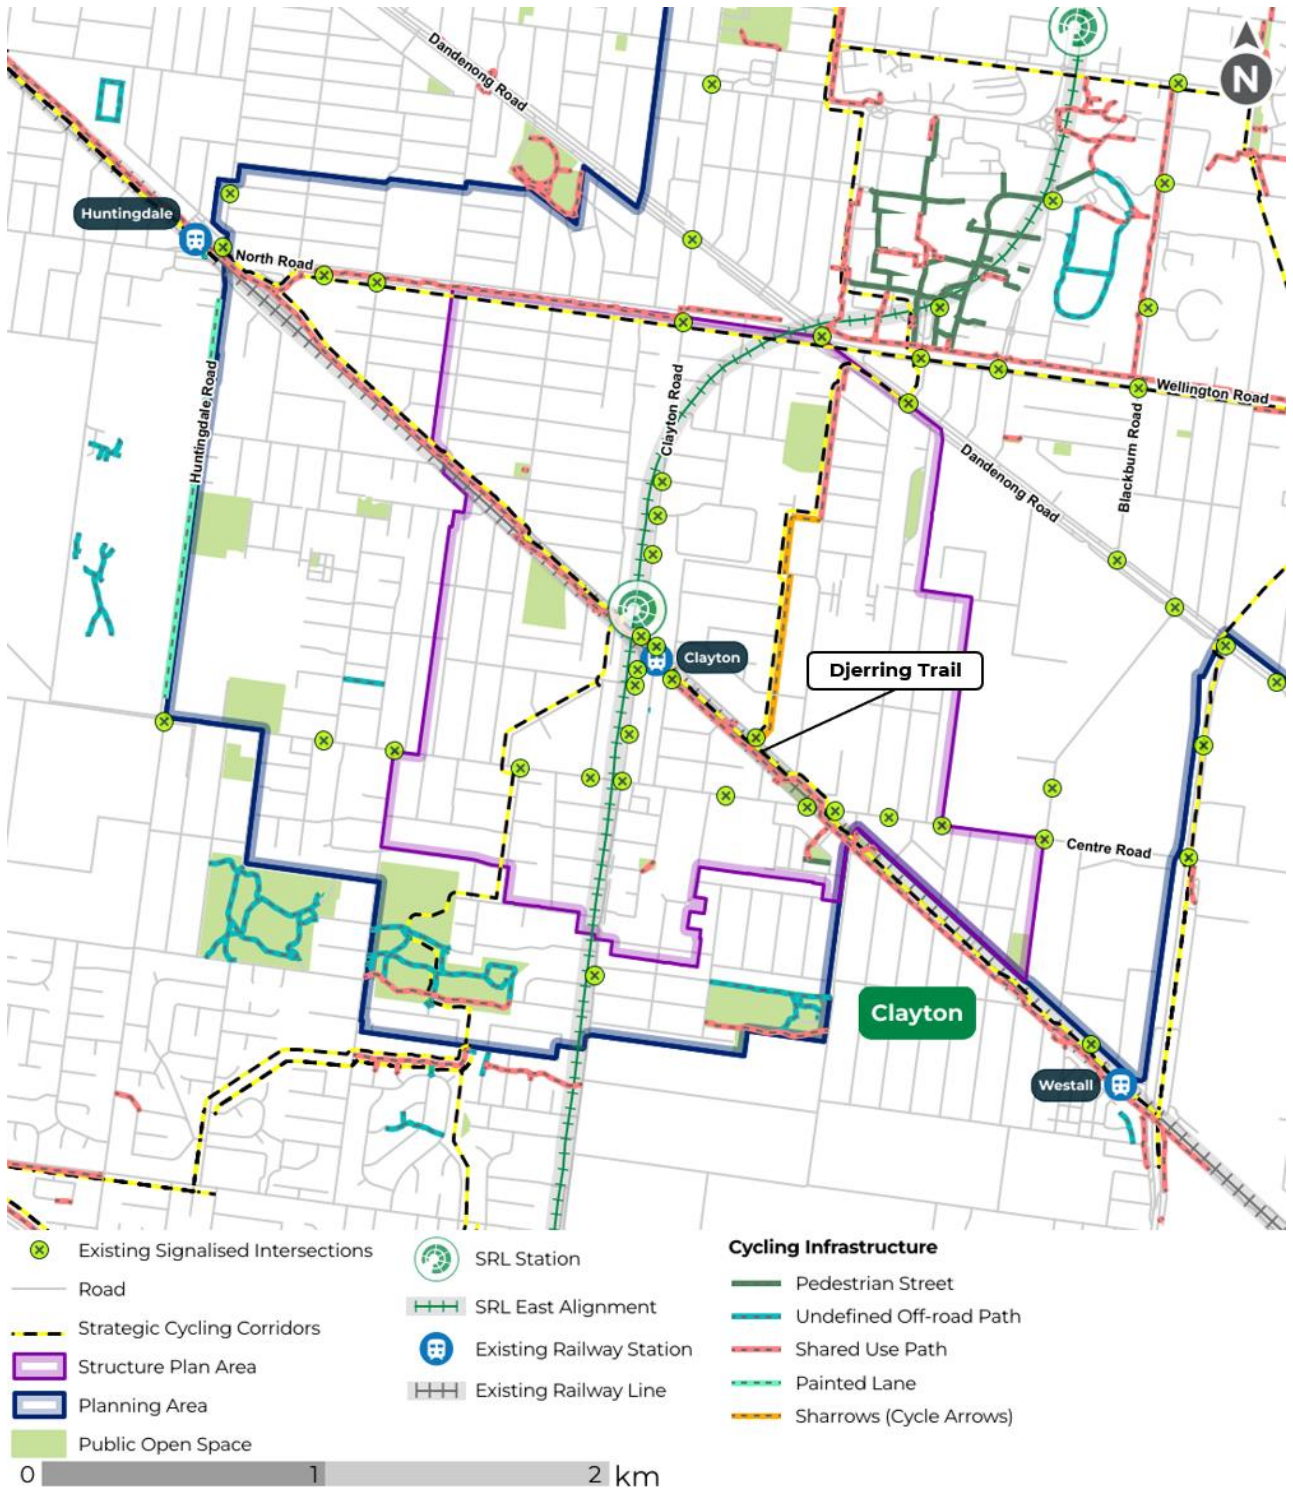 Dandenong Road
N
Huntingdale
North Road
Wellington Road
Huntingdale Road
Clayton Road
Blackburn Road
Dandenong Road
Clayton
Djerring Trail
Centre Road
Clayton
Westall
Existing Signalised Intersections
Road
Strategic Cycling Corridors
Structure Plan Area
Planning Area
Public Open Space
SRL Station
SRL East Alignment
Existing Railway Station
Existing Railway Line
Cycling Infrastructure
Pedestrian Street
Undefined Off-road Path
Shared Use Path
Painted Lane
Sharrows (Cycle Arrows)
0 1 2 km